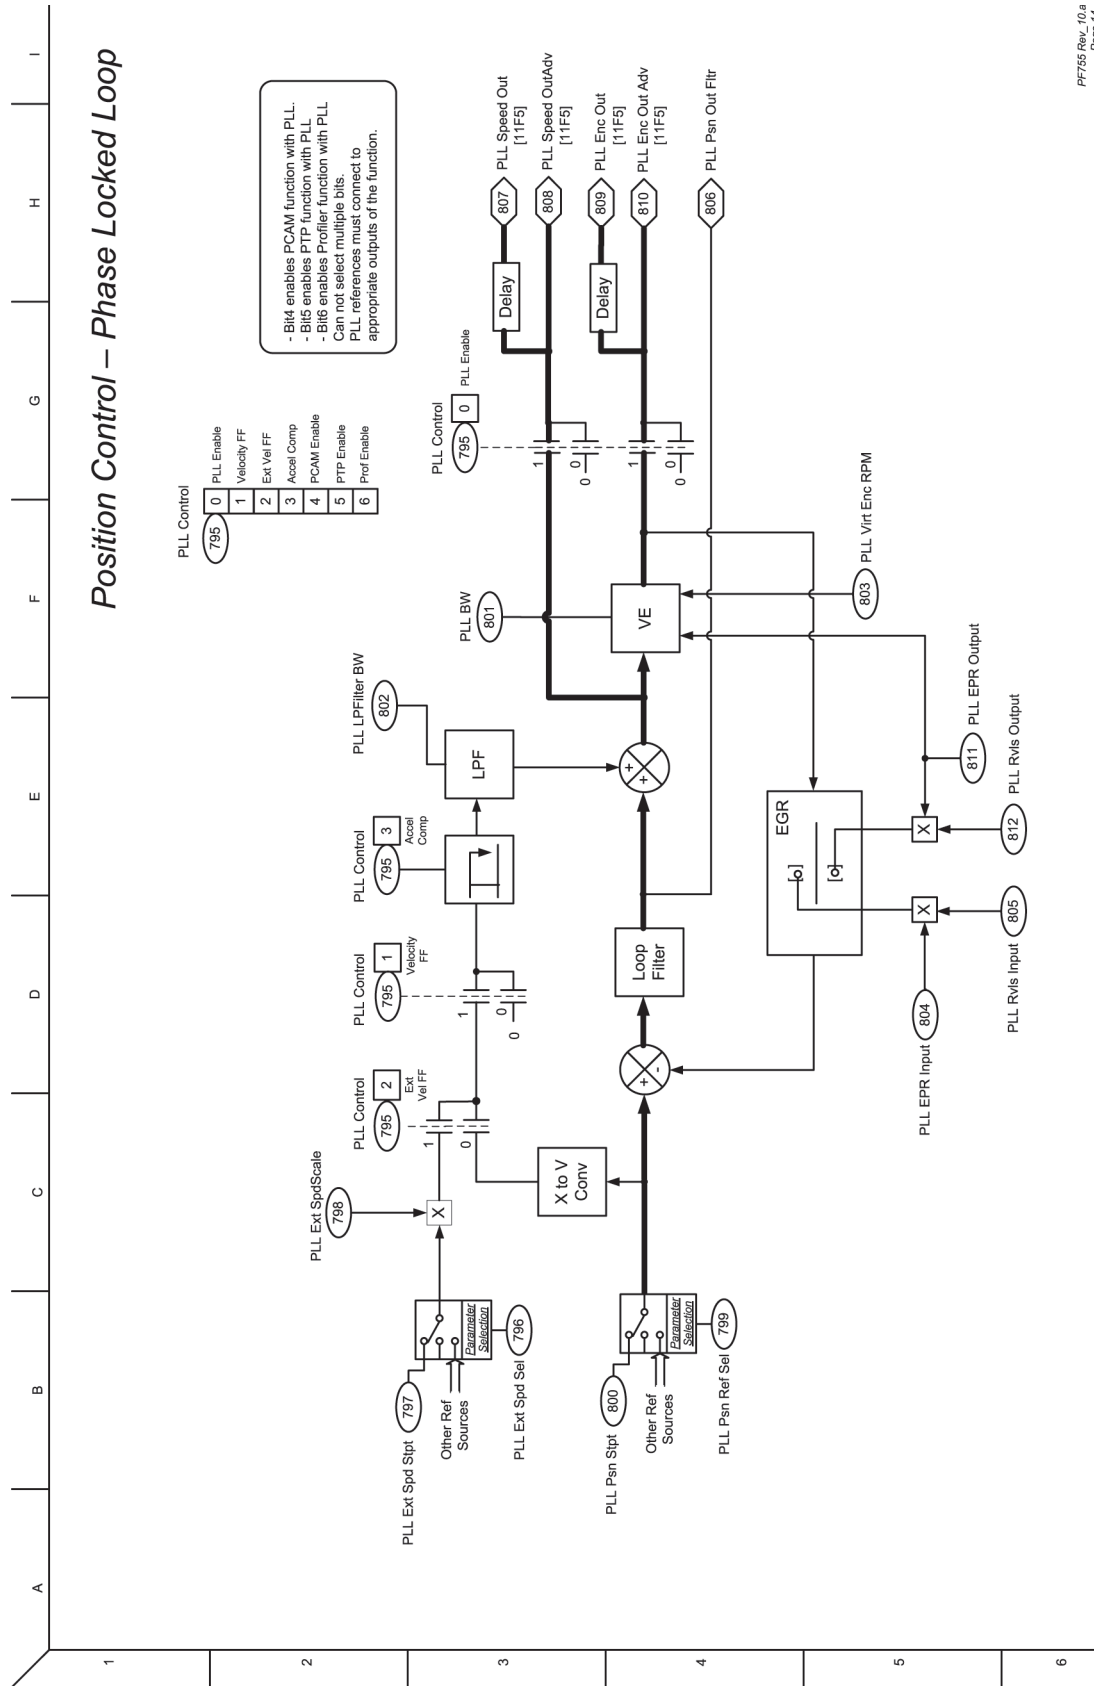 A
B
C
D
E
F
G
H
I
1
2
3
4
5
6
Position Control – Phase Locked Loop
PLL Control
795
0 PLL Enable
1 Velocity FF
2 Ext Vel FF
3 Accel Comp
4 PCAM Enable
5 PTP Enable
6 Prof Enable
- Bit4 enables PCAM function with PLL.
- Bit5 enables PTP function with PLL
- Bit6 enables Profiler function with PLL
Can not select multiple bits.
PLL references must connect to
appropriate outputs of the function.
PLL Ext Spd Stpt
797
Other Ref
Sources
Parameter
Selection
796
PLL Ext Spd Sel
PLL Ext SpdScale
798
X
PLL Control
795
2
Ext
Vel FF
1
0
PLL Control
795
1
Velocity
FF
1
0
0
PLL Control
795
3
Accel
Comp
PLL LPFilter BW
802
LPF
PLL BW
801
PLL Control
795
0
PLL Enable
1
0
0
1
0
0
Delay
807
PLL Speed Out
[11F5]
808
PLL Speed OutAdv
[11F5]
Delay
809
PLL Enc Out
[11F5]
810
PLL Enc Out Adv
[11F5]
806
PLL Psn Out Fltr
PLL Psn Stpt
800
Other Ref
Sources
Parameter
Selection
799
PLL Psn Ref Sel
X to V
Conv
+
-
Loop
Filter
+
+
VE
803
PLL Virt Enc RPM
EGR
[o]
[o]
X
X
804
PLL EPR Input
805
PLL Rvls Input
812
PLL Rvls Output
811
PLL EPR Output
PF755 Rev_10.a